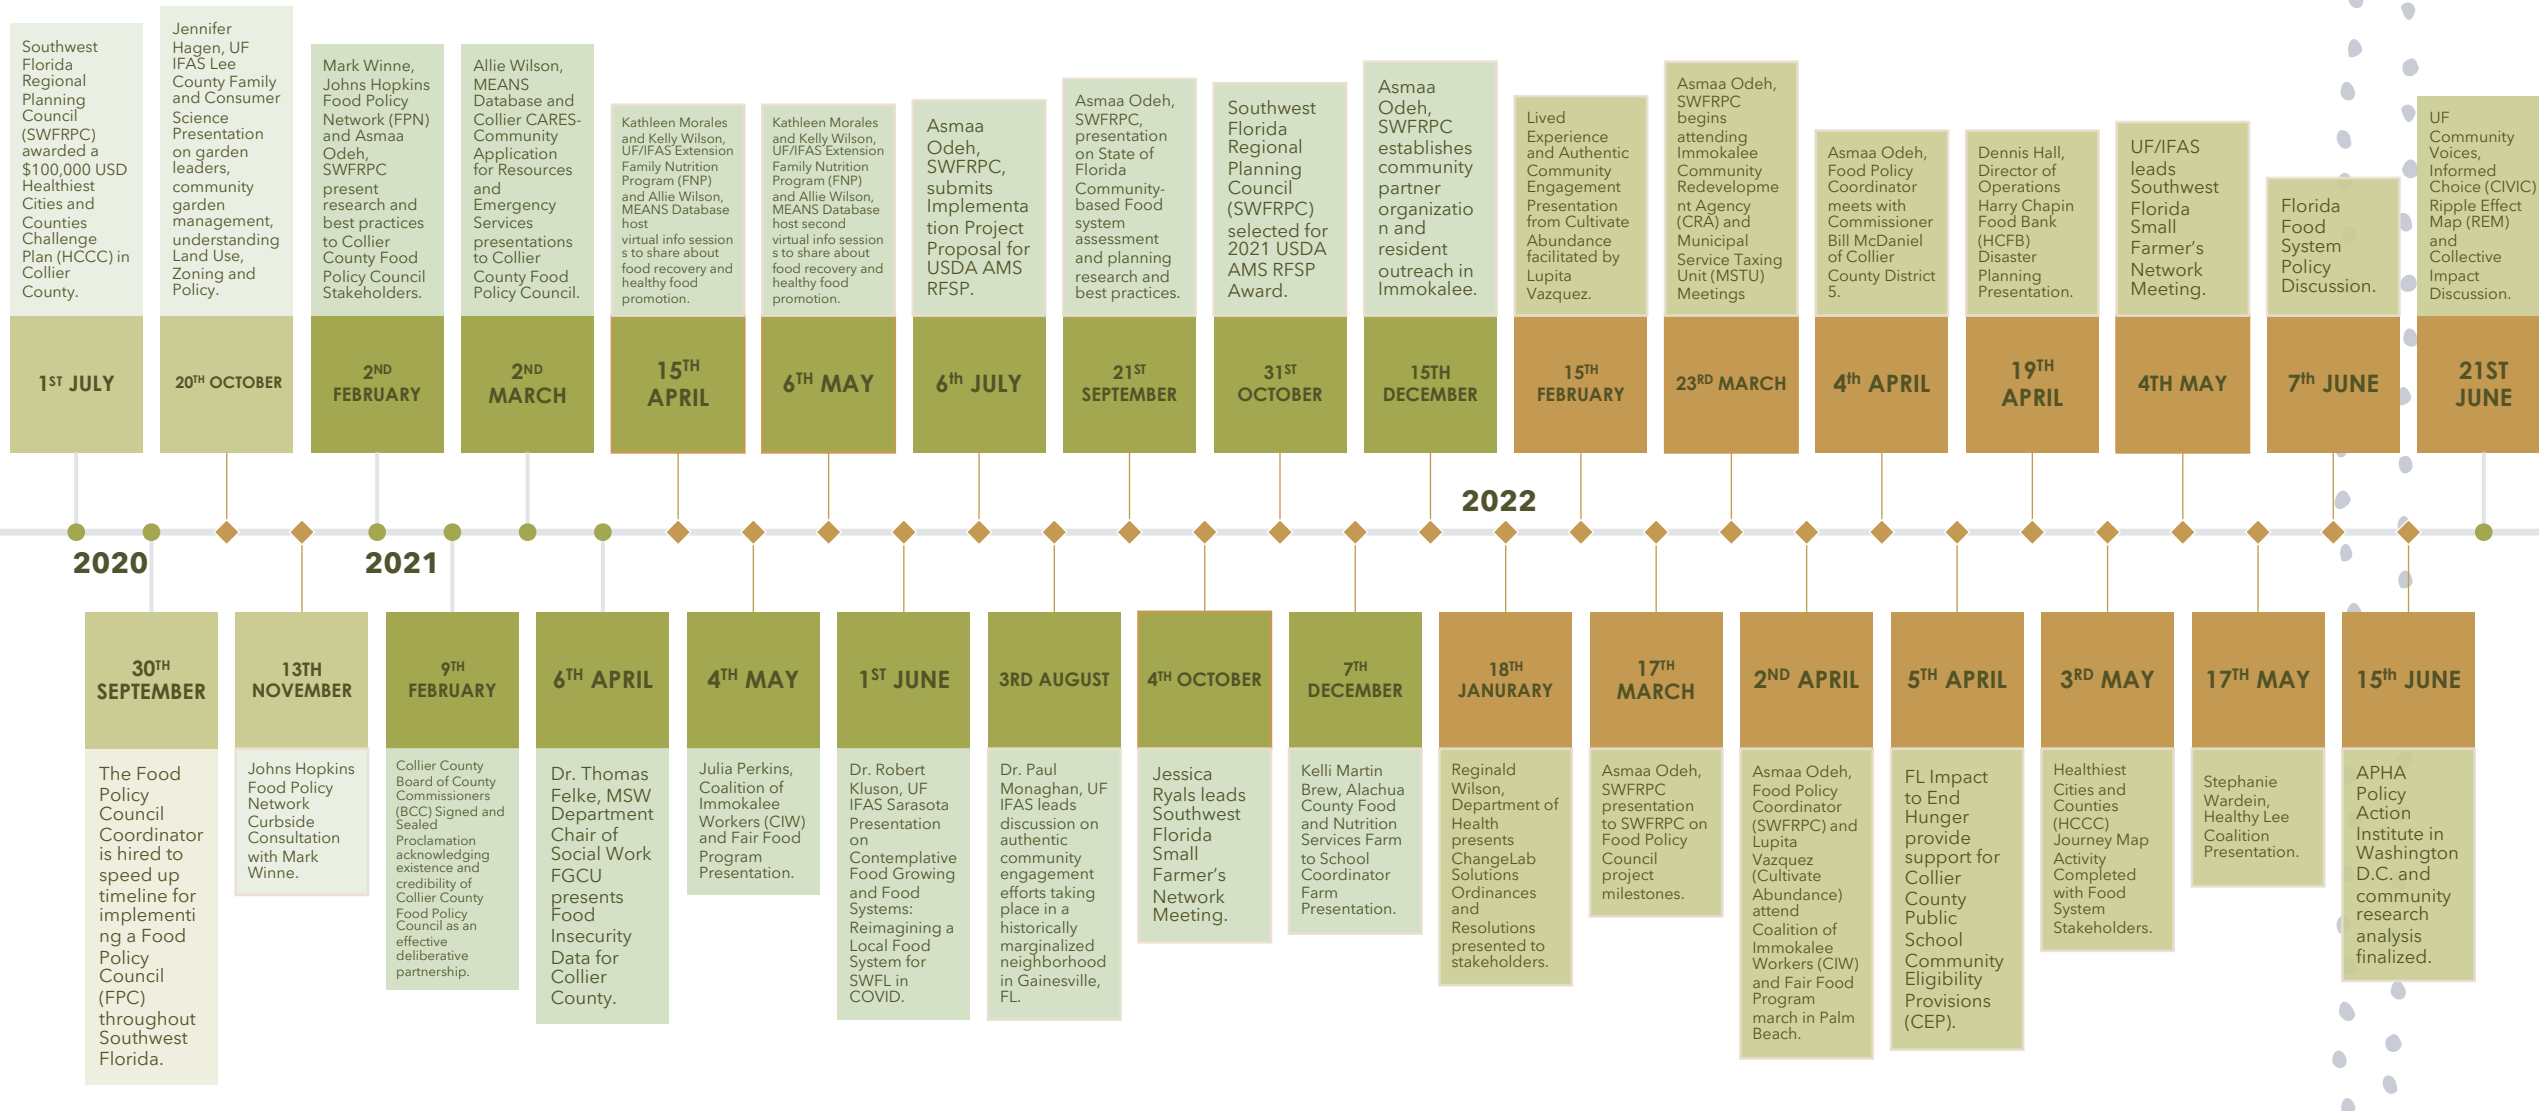 Southwest
Florida
Regional
Planning
Council
(SWFRPC)
awarded a
$100,000 USD
Healthiest
Cities and
Counties
Challenge
Plan (HCCC) in
Collier
County.
1ST JULY
Jennifer
Hagen, UF
IFAS Lee
County Family
and Consumer
Science
Presentation
on garden
leaders,
community
garden
management,
understanding
Land Use,
Zoning and
Policy.
20TH OCTOBER
Mark Winne,
Johns Hopkins
Food Policy
Network (FPN)
and Asmaa
Odeh,
SWFRPC
present
research and
best practices
to Collier
County Food
Policy Council
Stakeholders.
2ND
FEBRUARY
Allie Wilson,
MEANS
Database and
Collier CARES-
Community
Application
for Resources
and
Emergency
Services
presentations
to Collier
County Food
Policy Council.
2ND
MARCH
Kathleen Morales
and Kelly Wilson,
UF/IFAS Extension
Family Nutrition
Program (FNP)
and Allie Wilson,
MEANS Database
host
virtual info session
s to share about
food recovery and
healthy food
promotion.
15TH
APRIL
Kathleen Morales
and Kelly Wilson,
UF/IFAS Extension
Family Nutrition
Program (FNP)
and Allie Wilson,
MEANS Database
host second
virtual info session
s to share about
food recovery and
healthy food
promotion.
6TH MAY
Asmaa
Odeh,
SWFRPC,
submits
Implementa
tion Project
Proposal for
USDA AMS
RFSP.
6th JULY
Asmaa Odeh,
SWFRPC,
presentation
on State of
Florida
Community-
based Food
system
assessment
and planning
research and
best practices.
21ST
SEPTEMBER
Southwest
Florida
Regional
Planning
Council
(SWFRPC)
selected for
2021 USDA
AMS RFSP
Award.
31ST
OCTOBER
Asmaa
Odeh,
SWFRPC
establishes
community
partner
organizatio
n and
resident
outreach in
Immokalee.
15TH
DECEMBER
Lived
Experience
and Authentic
Community
Engagement
Presentation
from Cultivate
Abundance
facilitated by
Lupita
Vazquez.
15TH
FEBRUARY
Asmaa Odeh,
SWFRPC
begins
attending
Immokalee
Community
Redevelopme
nt Agency
(CRA) and
Municipal
Service Taxing
Unit (MSTU)
Meetings
23RD MARCH
Asmaa Odeh,
Food Policy
Coordinator
meets with
Commissioner
Bill McDaniel
of Collier
County District
5.
4th APRIL
Dennis Hall,
Director of
Operations
Harry Chapin
Food Bank
(HCFB)
Disaster
Planning
Presentation.
19TH
APRIL
UF/IFAS
leads
Southwest
Florida
Small
Farmer's
Network
Meeting.
4TH MAY
Florida
Food
System
Policy
Discussion.
7th JUNE
UF
Community
Voices,
Informed
Choice (CIVIC)
Ripple Effect
Map (REM)
and
Collective
Impact
Discussion.
21ST
JUNE
2020
2021
2022
30TH
SEPTEMBER
The Food
Policy
Council
Coordinator
is hired to
speed up
timeline for
implementi
ng a Food
Policy
Council
(FPC)
throughout
Southwest
Florida.
13TH
NOVEMBER
Johns Hopkins
Food Policy
Network
Curbside
Consultation
with Mark
Winne.
9TH
FEBRUARY
Collier County
Board of County
Commissioners
(BCC) Signed and
Sealed
Proclamation
acknowledging
existence and
credibility of
Collier County
Food Policy
Council as an
effective
deliberative
partnership.
6TH APRIL
Dr. Thomas
Felke, MSW
Department
Chair of
Social Work
FGCU
presents
Food
Insecurity
Data for
Collier
County.
4TH MAY
Julia Perkins,
Coalition of
Immokalee
Workers (CIW)
and Fair Food
Program
Presentation.
1ST JUNE
Dr. Robert
Kluson, UF
IFAS Sarasota
Presentation
on
Contemplative
Food Growing
and Food
Systems:
Reimagining a
Local Food
System for
SWFL in
COVID.
3RD AUGUST
Dr. Paul
Monaghan, UF
IFAS leads
discussion on
authentic
community
engagement
efforts taking
place in a
historically
marginalized
neighborhood
in Gainesville,
FL.
4TH OCTOBER
Jessica
Ryals leads
Southwest
Florida
Small
Farmer's
Network
Meeting.
7TH
DECEMBER
Kelli Martin
Brew, Alachua
County Food
and Nutrition
Services Farm
to School
Coordinator
Farm
Presentation.
18TH
JANURARY
Reginald
Wilson,
Department of
Health
presents
ChangeLab
Solutions
Ordinances
and
Resolutions
presented to
stakeholders.
17TH
MARCH
Asmaa Odeh,
SWFRPC
presentation
to SWFRPC on
Food Policy
Council
project
milestones.
2ND APRIL
Asmaa Odeh,
Food Policy
Coordinator
(SWFRPC) and
Lupita
Vazquez
(Cultivate
Abundance)
attend
Coalition of
Immokalee
Workers (CIW)
and Fair Food
Program
march in Palm
Beach.
5TH APRIL
FL Impact
to End
Hunger
provide
support for
Collier
County
Public
School
Community
Eligibility
Provisions
(CEP).
3RD MAY
Healthiest
Cities and
Counties
(HCCC)
Journey Map
Activity
Completed
with Food
System
Stakeholders.
17TH MAY
Stephanie
Wardein,
Healthy Lee
Coalition
Presentation.
15th JUNE
APHA
Policy
Action
Institute in
Washington
D.C. and
community
research
analysis
finalized.